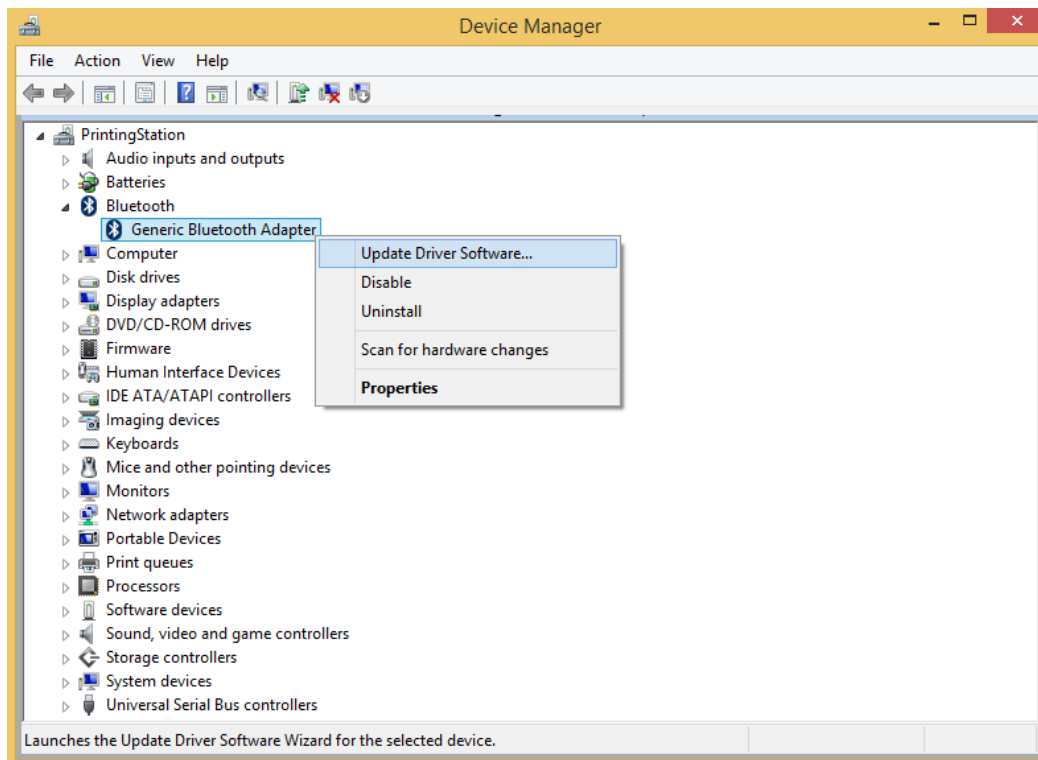 Device Manager
File Action View Help
PrintingStation
Audio inputs and outputs
Batteries
Bluetooth
Generic Bluetooth Adapter
Computer
Disk drives
Display adapters
DVD/CD-ROM drives
Firmware
Human Interface Devices
IDE ATA/ATAPI controllers
Imaging devices
Keyboards
Mice and other pointing devices
Monitors
Network adapters
Portable Devices
Print queues
Processors
Software devices
Sound, video and game controllers
Storage controllers
System devices
Universal Serial Bus controllers
Update Driver Software...
Disable
Uninstall
Scan for hardware changes
Properties
Launches the Update Driver Software Wizard for the selected device.